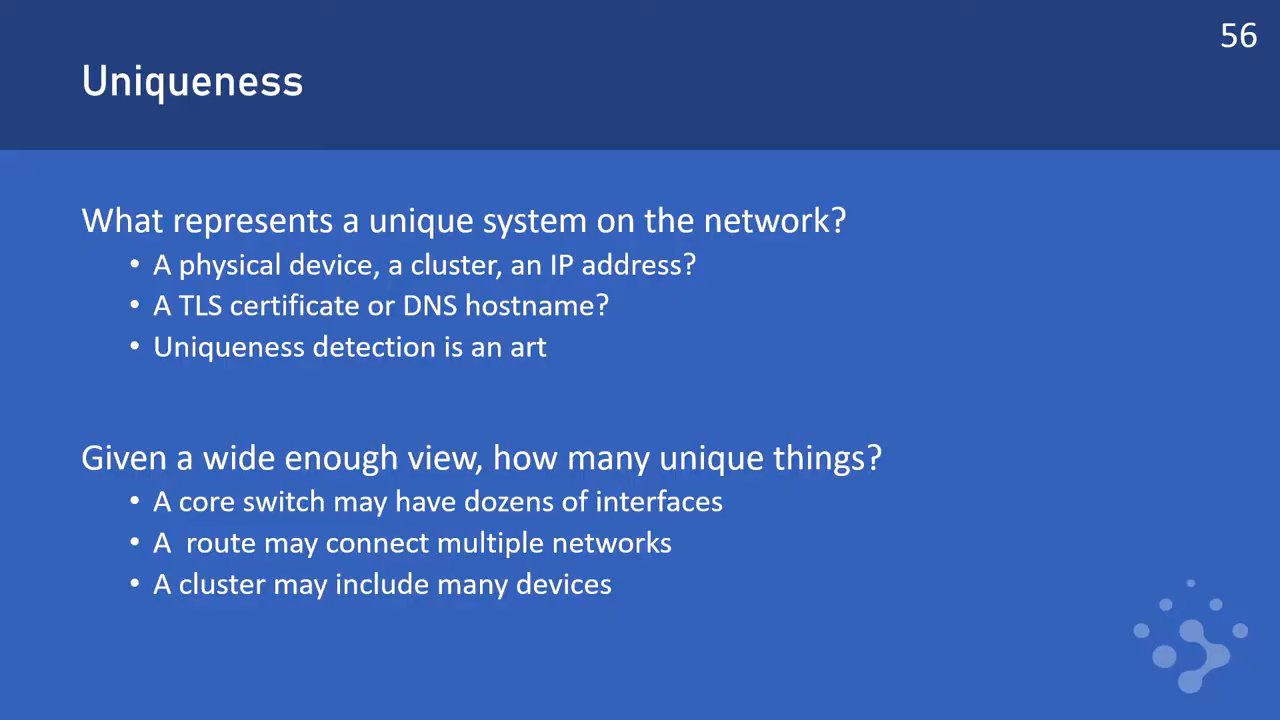 56
Uniqueness
What represents a unique system on the network?
• A physical device, a cluster, an IP address?
• A TLS certificate or DNS hostname?
• Uniqueness detection is an art
Given a wide enough view, how many unique things?
• A core switch may have dozens of interfaces
• A  route may connect multiple networks
• A cluster may include many devices